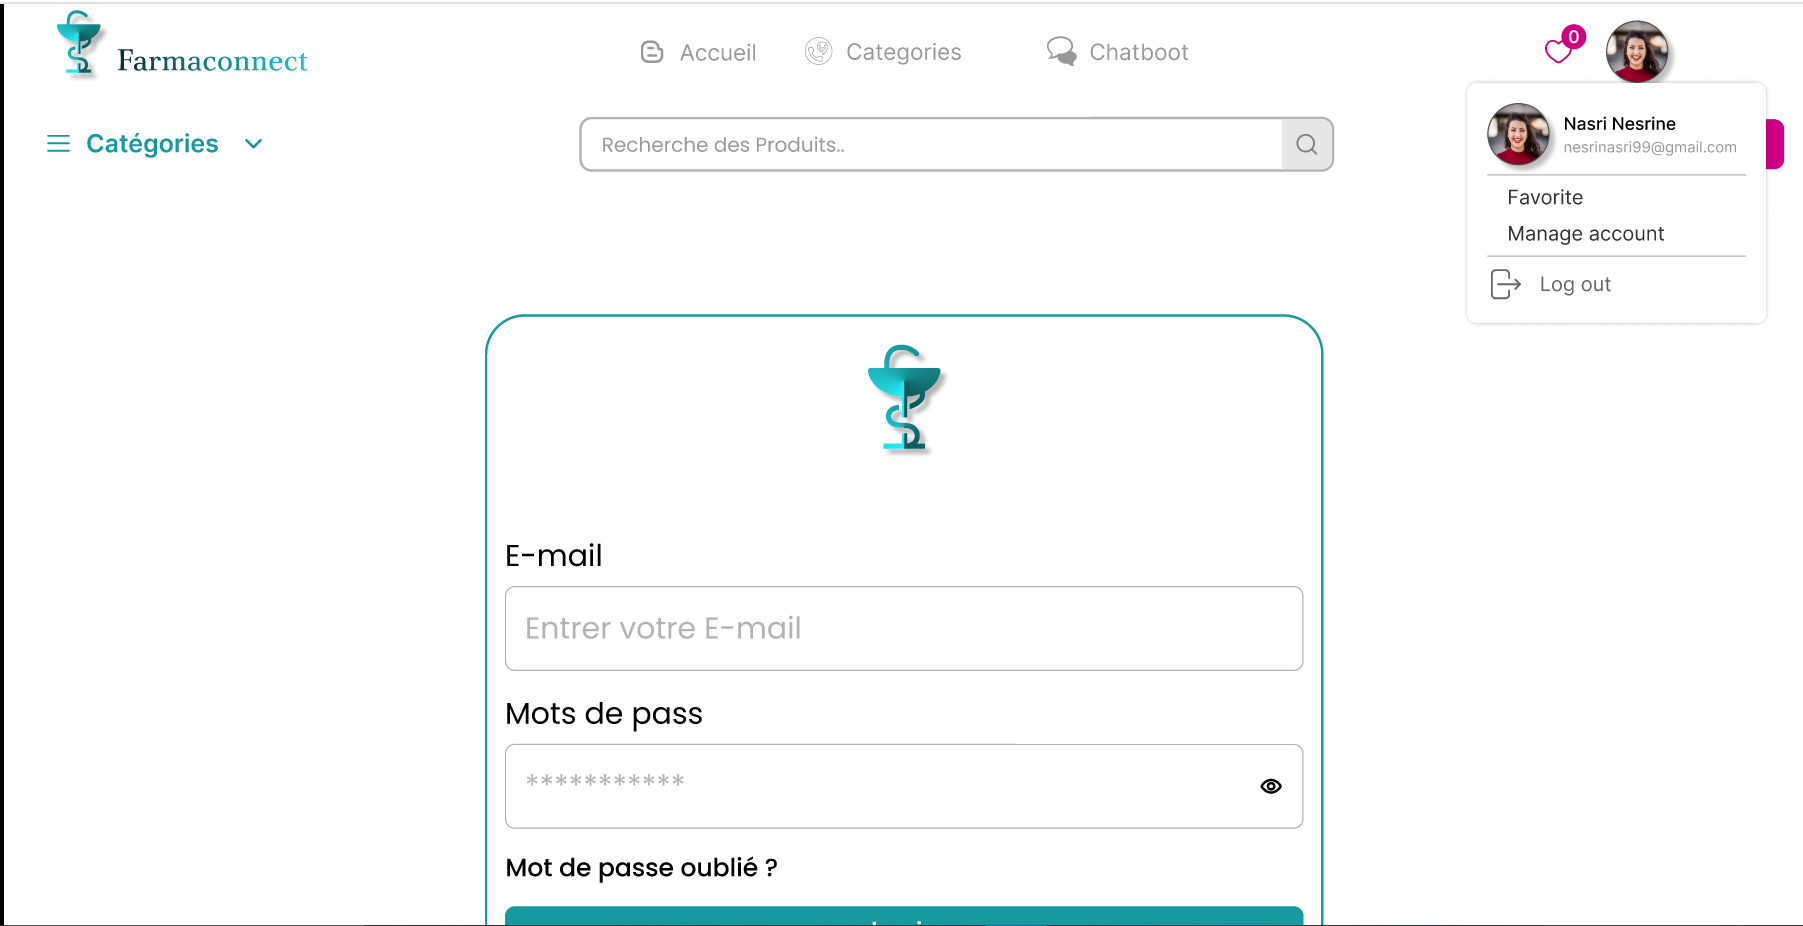 Farmaconnect
Accueil
Categories
Chatboot
0
Catégories
Recherche des Produits..
Nasri Nesrine
nesrinasri99@gmail.com
Favorite
Manage account
Log out
E-mail
Entrer votre E-mail
Mots de pass
***********
Mot de passe oublié ?